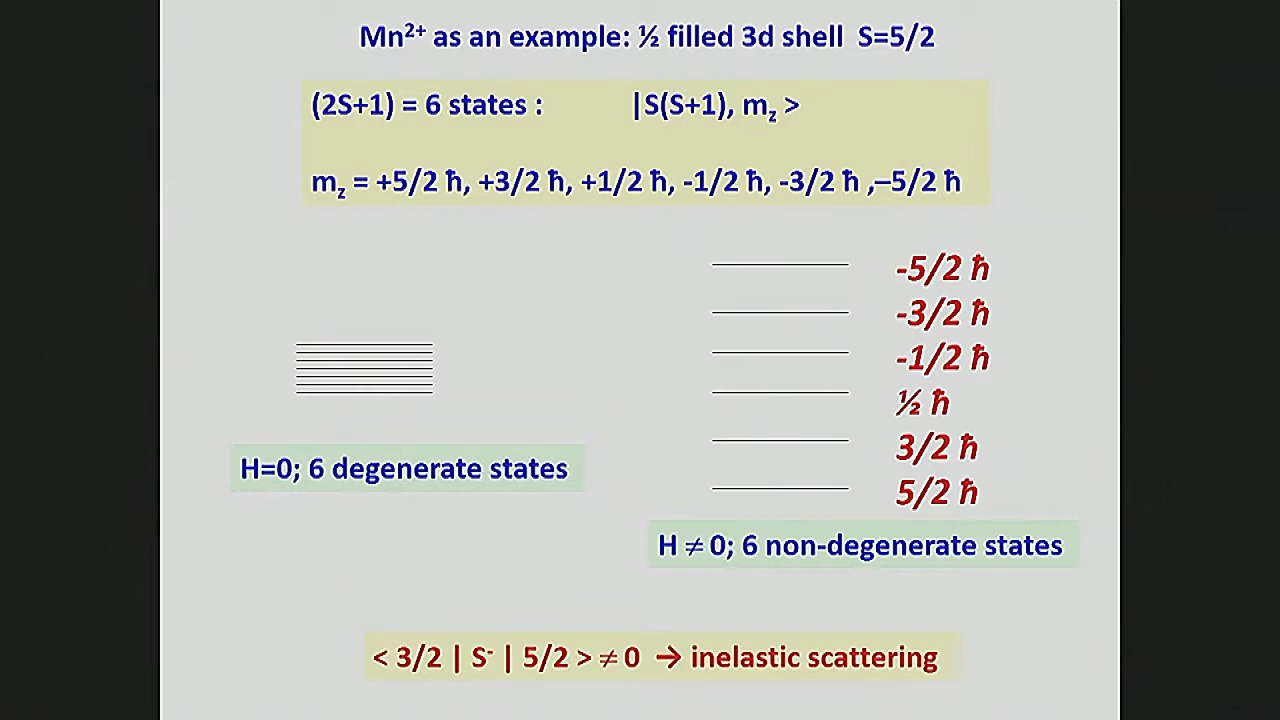 Mn²⁺ as an example: ½ filled 3d shell S=5/2
(2S+1) = 6 states : |S(S+1), m_z >
m_z = +5/2 ħ, +3/2 ħ, +1/2 ħ, -1/2 ħ, -3/2 ħ ,–5/2 ħ
-5/2 ħ
-3/2 ħ
-1/2 ħ
½ ħ
3/2 ħ
5/2 ħ
H=0; 6 degenerate states
H ≠ 0; 6 non-degenerate states
< 3/2 | S⁻ | 5/2 > ≠ 0 → inelastic scattering